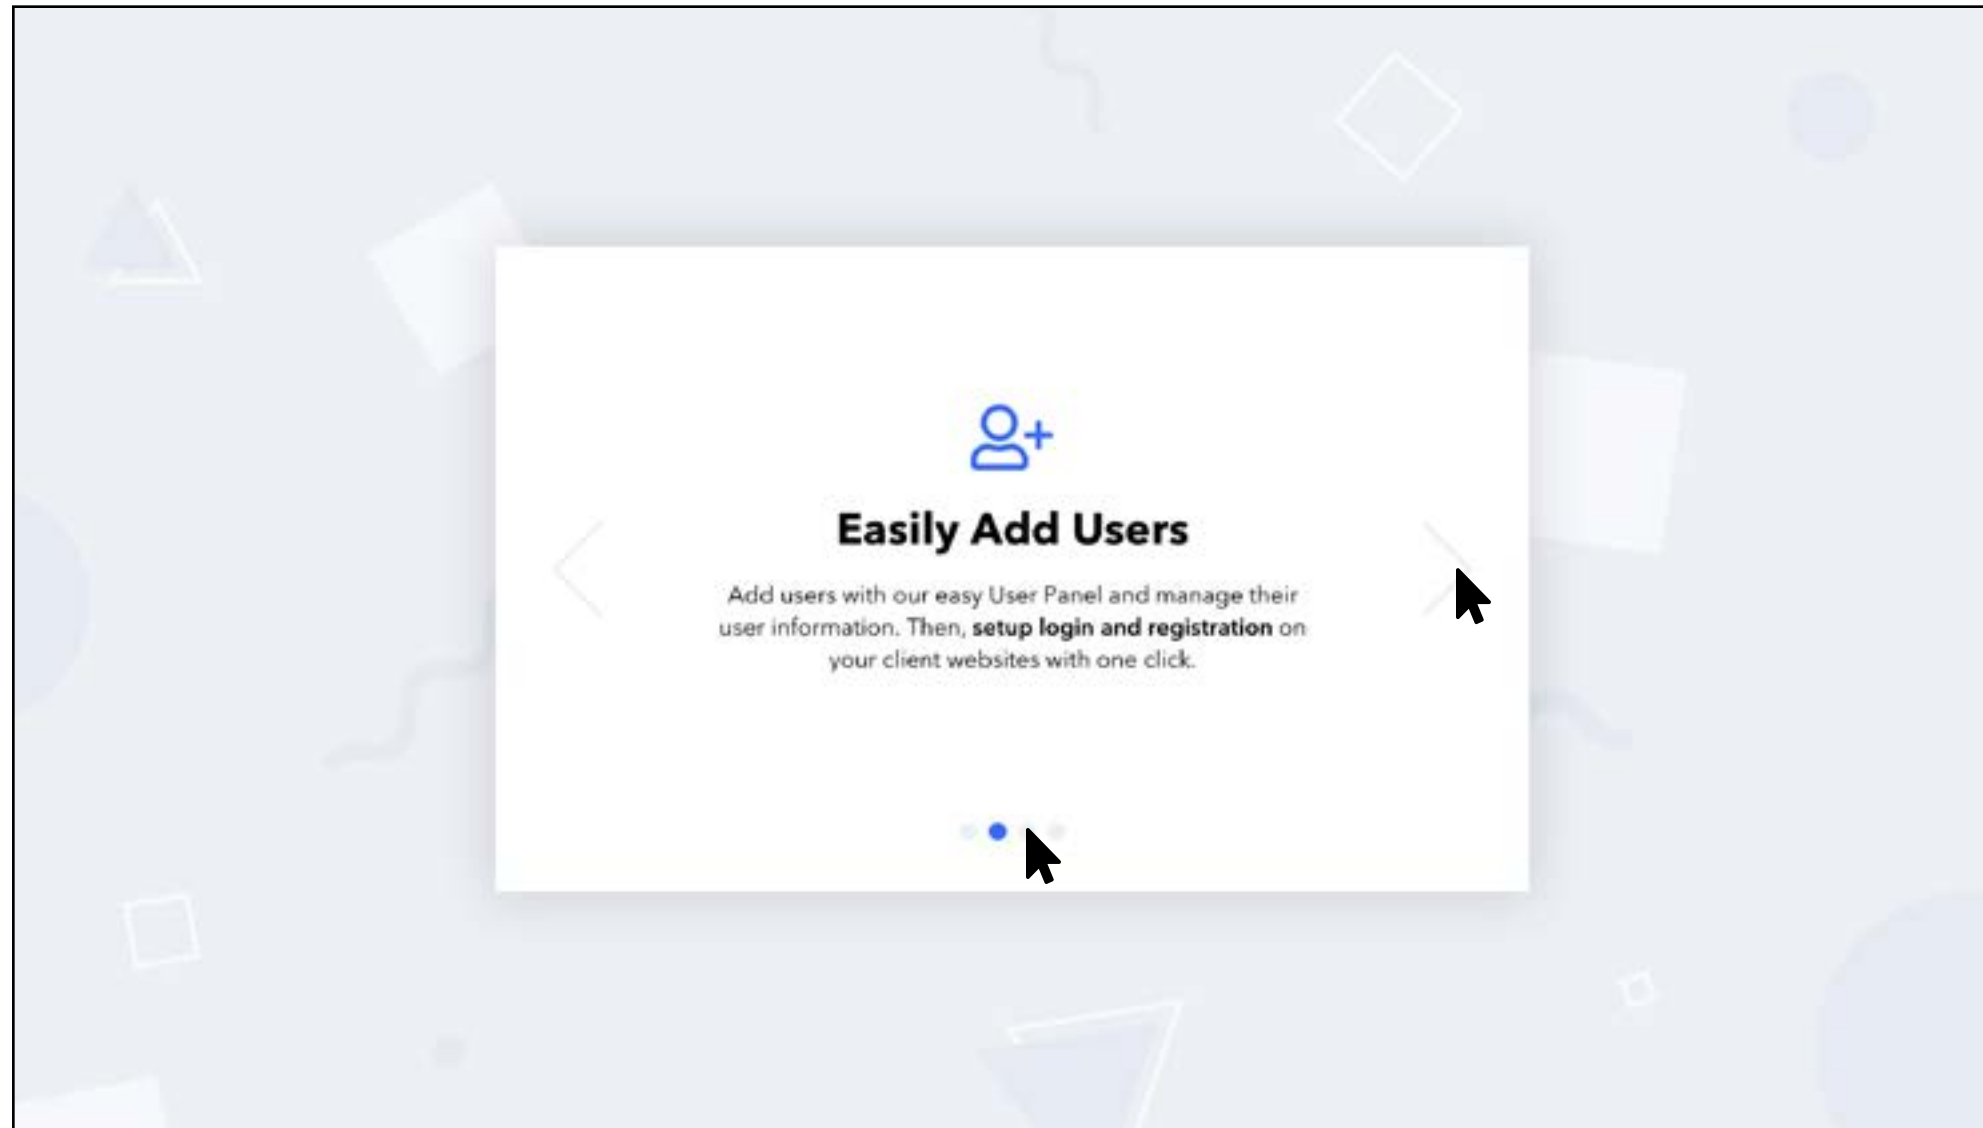 Easily Add Users
Add users with our easy User Panel and manage their
user information. Then, setup login and registration on
your client websites with one click.